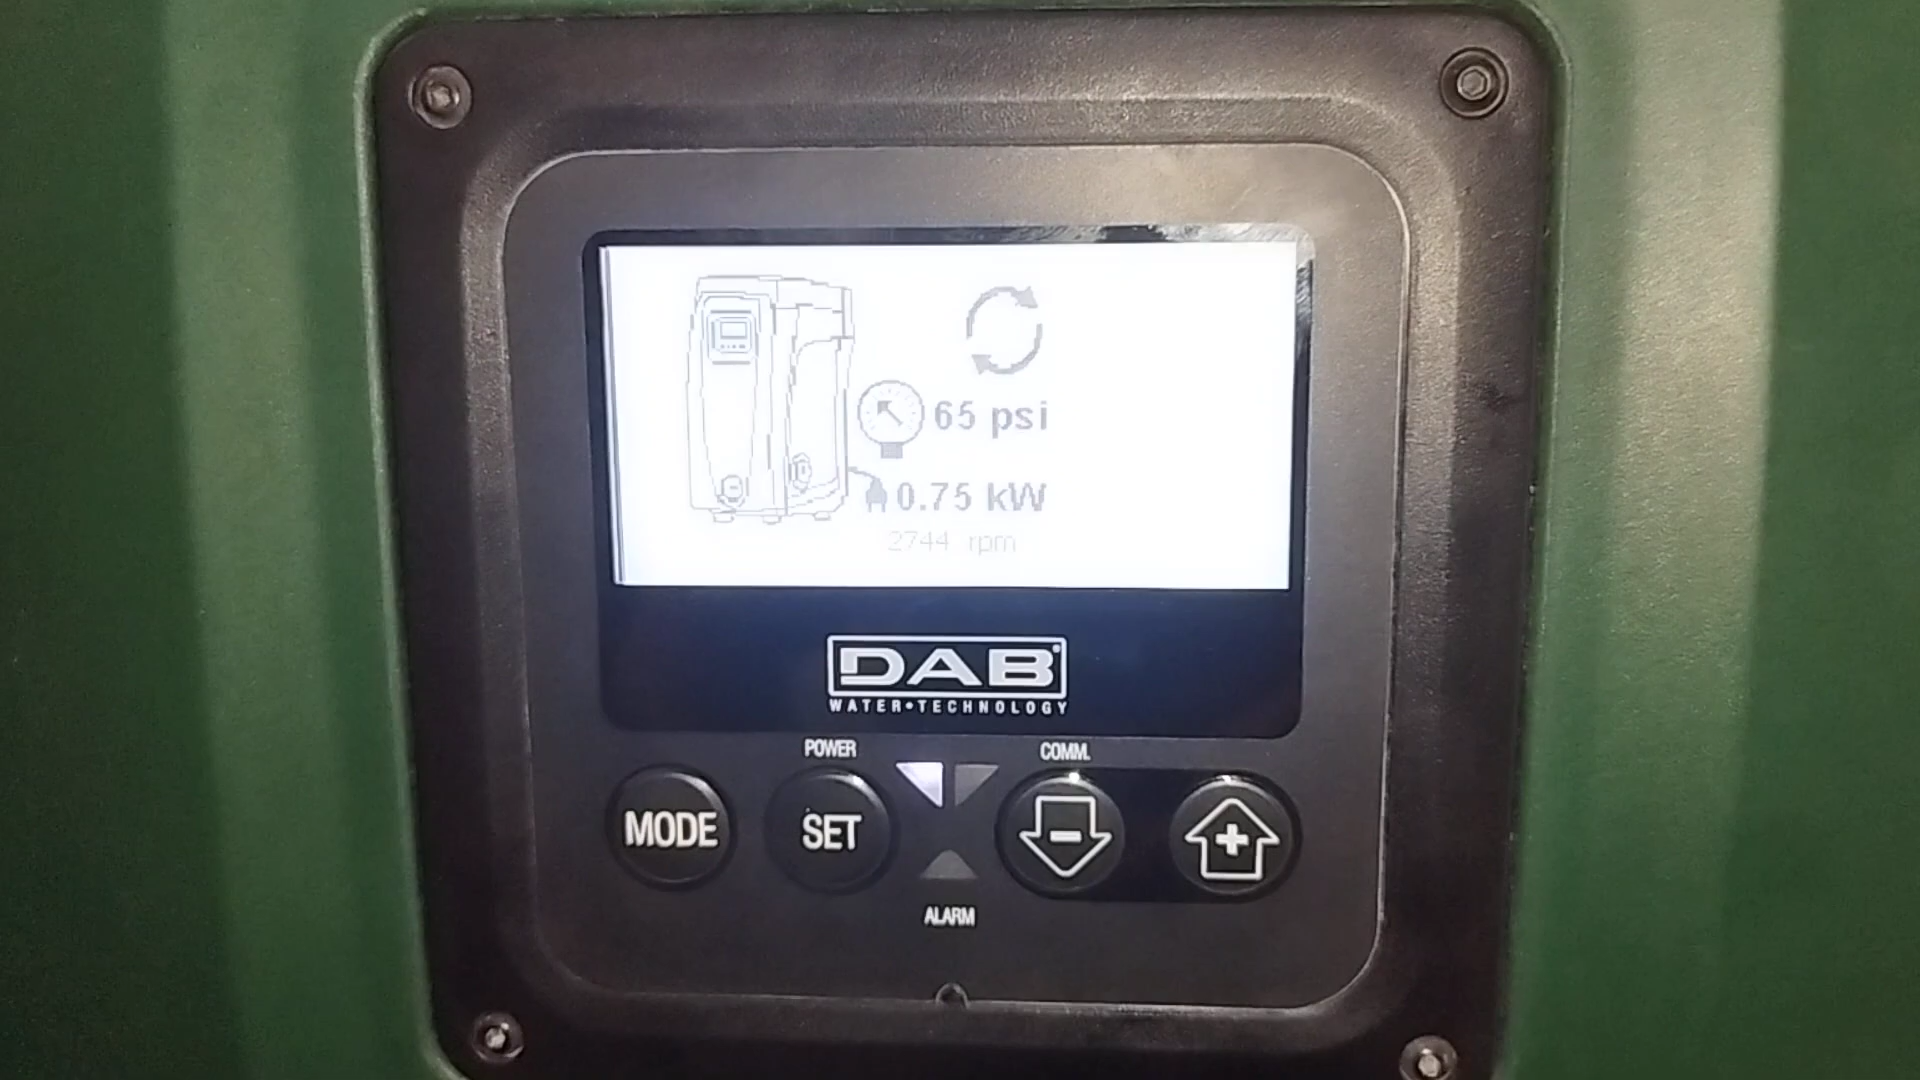 65 psi
0.75 kW
2744 rpm
DAB
WATER•TECHNOLOGY
POWER
COMM.
MODE
SET
-
+
ALARM